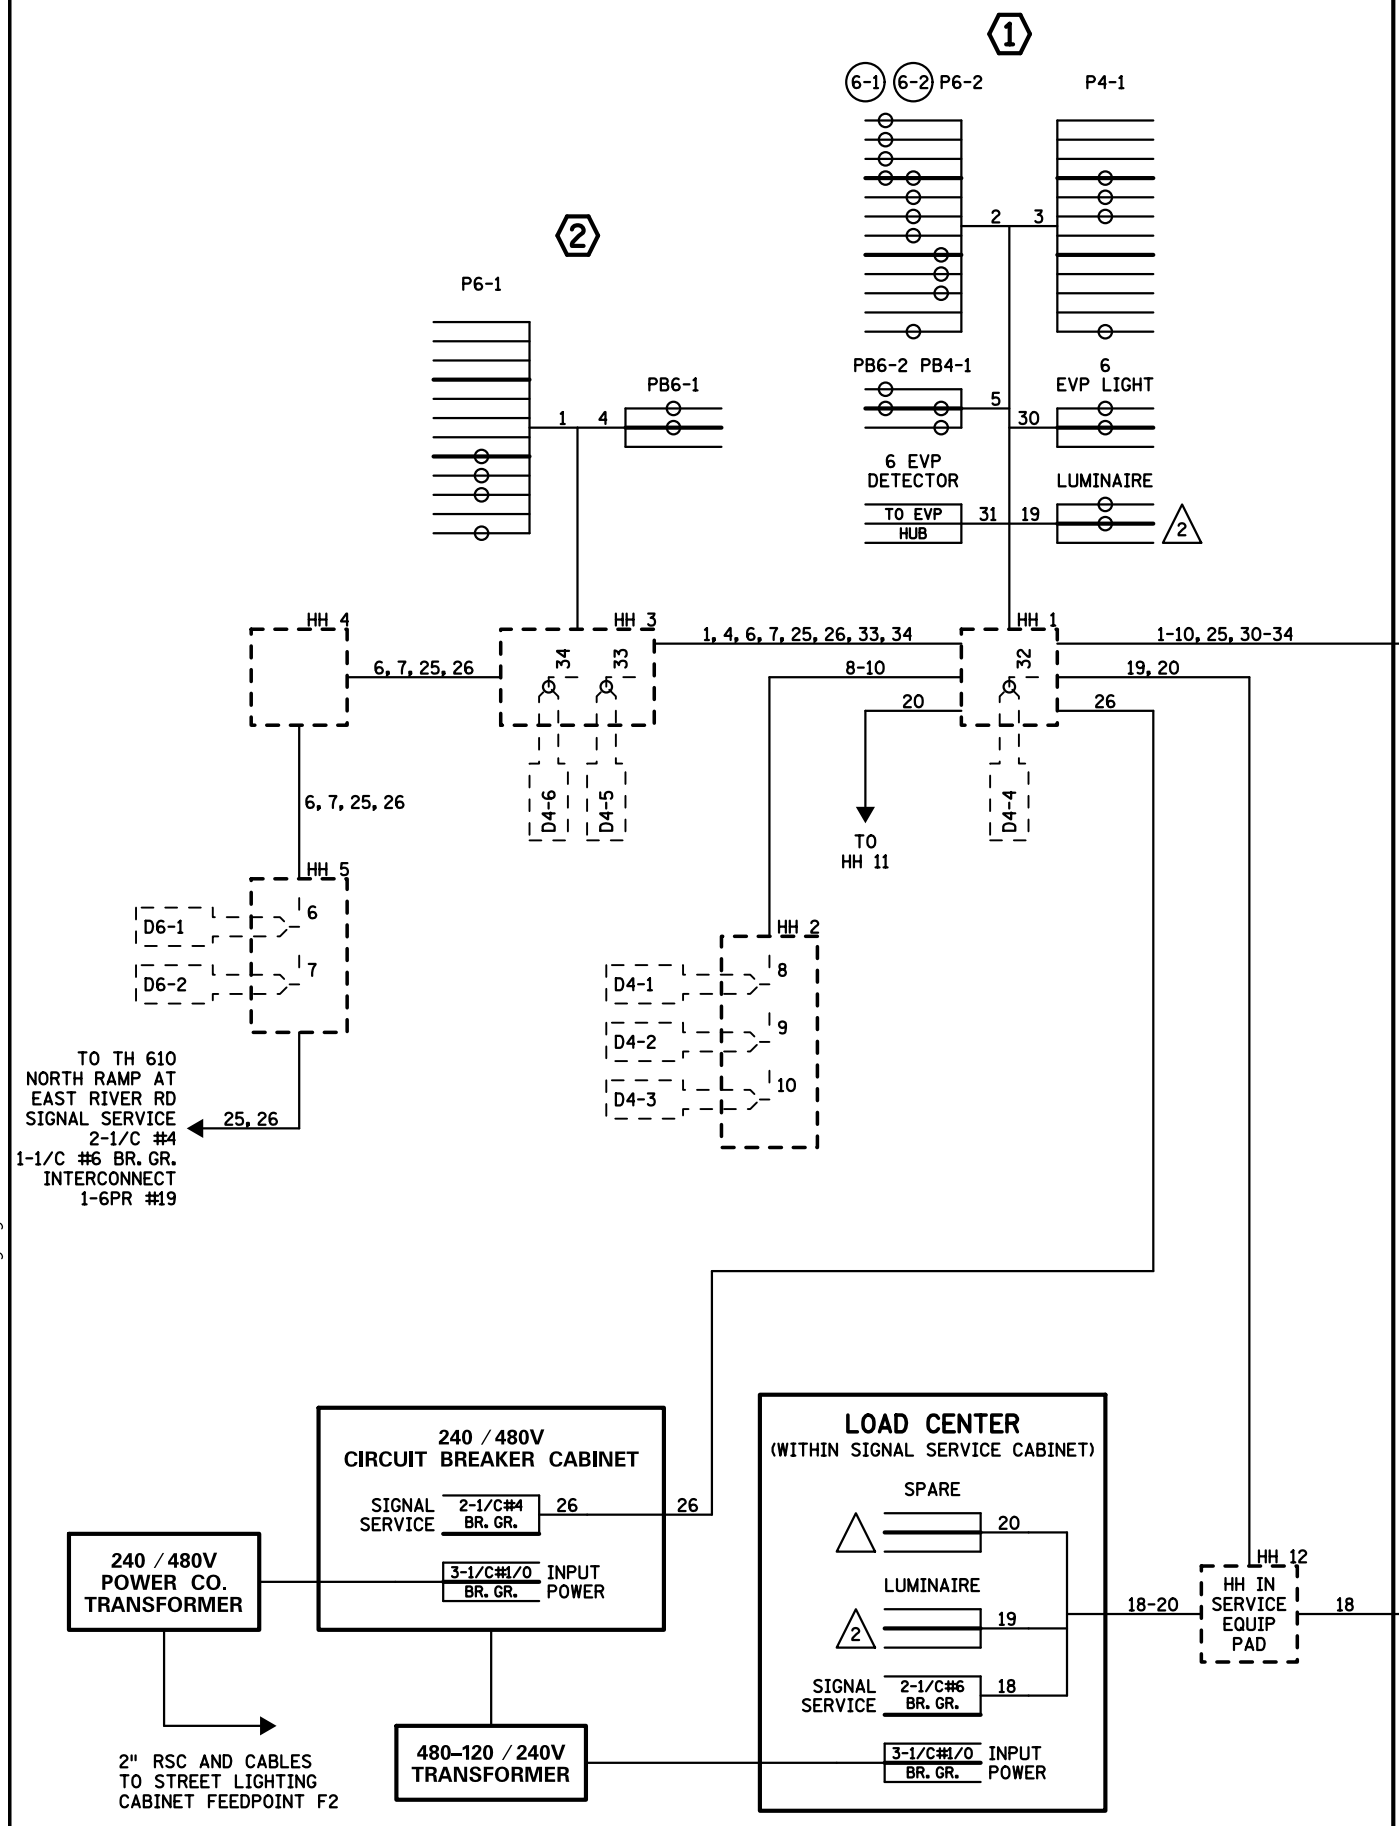 1
6-1 6-2 P6-2 P4-1
2 3
2
P6-1
PB6-2 PB4-1
6
EVP LIGHT
PB6-1
5
30
1 4
6 EVP
DETECTOR
LUMINAIRE
TO EVP
HUB
31 19
2
HH 4
HH 3
HH 1
1, 4, 6, 7, 25, 26, 33, 34
1-10, 25, 30-34
34
33
32
6, 7, 25, 26
8-10
19, 20
20
26
D4-6
D4-5
D4-4
6, 7, 25, 26
TO
HH 11
HH 5
D6-1
6
D6-2
7
HH 2
D4-1
8
D4-2
9
D4-3
10
TO TH 610
NORTH RAMP AT
EAST RIVER RD
SIGNAL SERVICE
2-1/C #4
1-1/C #6 BR. GR.
INTERCONNECT
1-6PR #19
25, 26
240 / 480V
CIRCUIT BREAKER CABINET
SIGNAL
SERVICE
2-1/C#4
BR. GR.
26
26
3-1/C#1/0
BR. GR.
INPUT
POWER
240 / 480V
POWER CO.
TRANSFORMER
2" RSC AND CABLES
TO STREET LIGHTING
CABINET FEEDPOINT F2
480–120 / 240V
TRANSFORMER
LOAD CENTER
(WITHIN SIGNAL SERVICE CABINET)
SPARE
20
LUMINAIRE
2
19
SIGNAL
SERVICE
2-1/C#6
BR. GR.
18
3-1/C#1/0
BR. GR.
INPUT
POWER
18-20
HH 12
HH IN
SERVICE
EQUIP
PAD
18